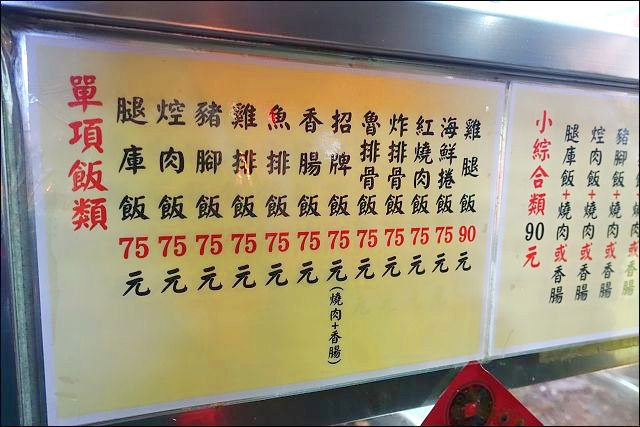 單項飯類
腿庫飯75元
焢肉飯75元
豬腳飯75元
雞排飯75元
魚排飯75元
香腸飯75元
招牌飯75元(燒肉+香腸)
魯排骨飯75元
炸排骨飯75元
紅燒肉飯75元
海鮮捲飯75元
雞腿飯90元
小綜合類90元
腿庫飯+燒肉或香腸
焢肉飯+燒肉或香腸
豬腳飯+燒肉或香腸